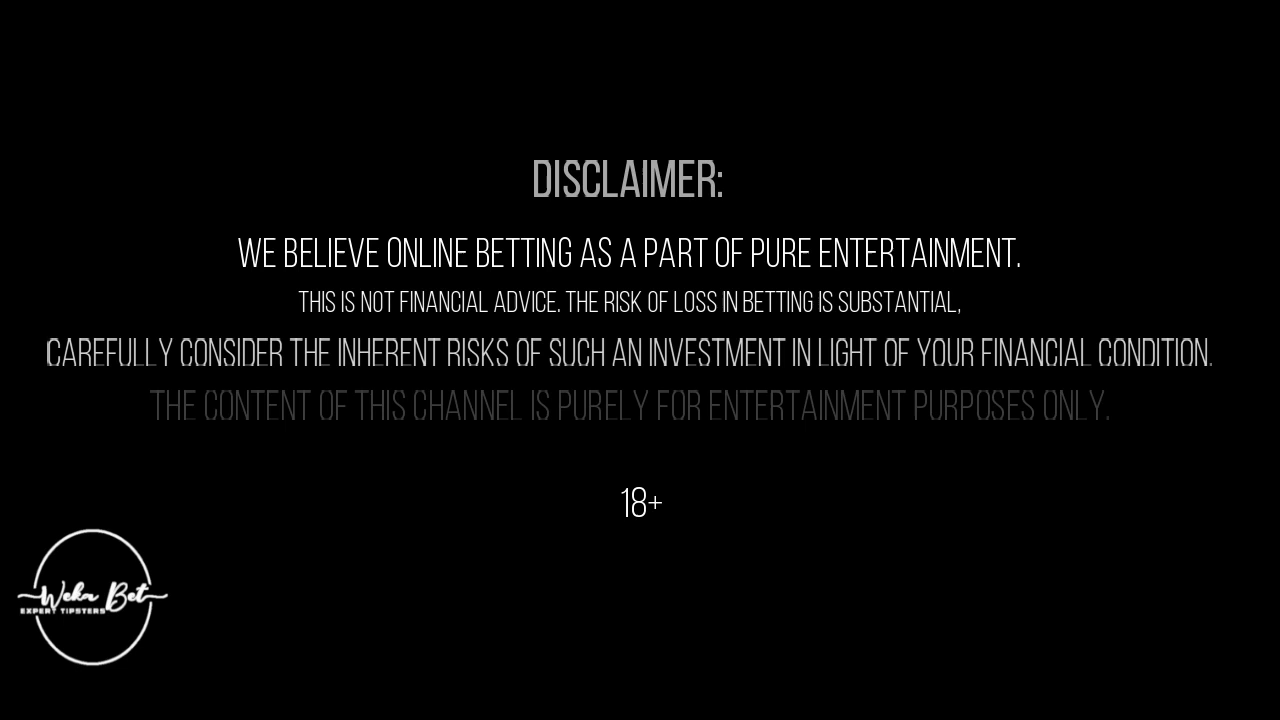 DISCLAIMER:
WE BELIEVE ONLINE BETTING AS A PART OF PURE ENTERTAINMENT.
THIS IS NOT FINANCIAL ADVICE. THE RISK OF LOSS IN BETTING IS SUBSTANTIAL,
CAREFULLY CONSIDER THE INHERENT RISKS OF SUCH AN INVESTMENT IN LIGHT OF YOUR FINANCIAL CONDITION.
THE CONTENT OF THIS CHANNEL IS PURELY FOR ENTERTAINMENT PURPOSES ONLY.
18+
Weka Bet
EXPERT TIPSTERS